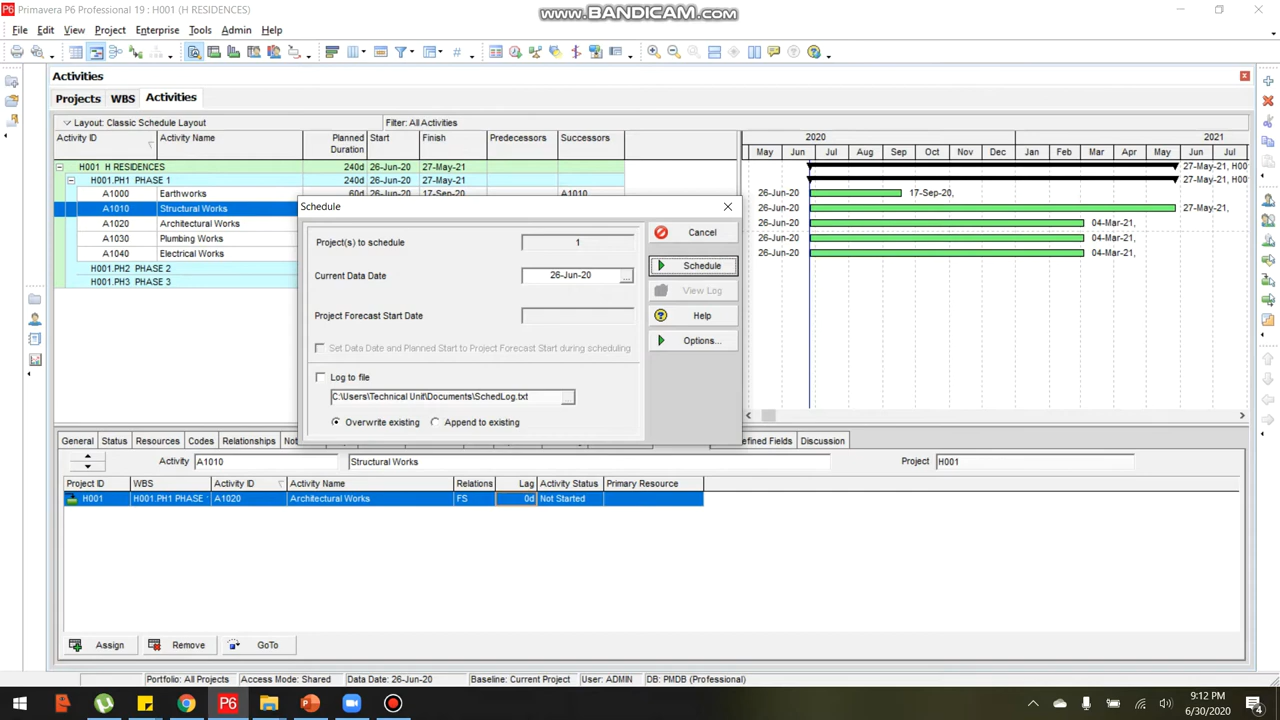 Primavera P6 Professional 19 : H001 (H RESIDENCES)
www.BANDICAM.com
File Edit View Project Enterprise Tools Admin Help
Activities
Projects WBS Activities
Layout: Classic Schedule Layout Filter: All Activities
Activity ID Activity Name Planned Duration Start Finish Predecessors Successors
2020 2021
May Jun Jul Aug Sep Oct Nov Dec Jan Feb Mar Apr May Jun Jul
H001 H RESIDENCES 240d 26-Jun-20 27-May-21 27-May-21, H00
H001.PH1 PHASE 1 240d 26-Jun-20 27-May-21 27-May-21, H00
A1000 Earthworks 60d 26-Jun-20 17-Sep-20 A1010 26-Jun-20 17-Sep-20,
A1010 Structural Works 26-Jun-20 27-May-21,
A1020 Architectural Works 26-Jun-20 04-Mar-21,
A1030 Plumbing Works 26-Jun-20 04-Mar-21,
A1040 Electrical Works 26-Jun-20 04-Mar-21,
H001.PH2 PHASE 2
H001.PH3 PHASE 3
Schedule
Project(s) to schedule 1 Cancel
Current Data Date 26-Jun-20 ... Schedule
View Log
Project Forecast Start Date Help
Set Data Date and Planned Start to Project Forecast Start during scheduling Options...
Log to file
C:\Users\Technical Unit\Documents\SchedLog.txt ...
Overwrite existing Append to existing
General Status Resources Codes Relationships Not efined Fields Discussion
Activity A1010 Structural Works Project H001
Project ID WBS Activity ID Activity Name Relations Lag Activity Status Primary Resource
H001 H001.PH1 PHASE A1020 Architectural Works FS 0d Not Started
Assign Remove GoTo
Portfolio: All Projects Access Mode: Shared Data Date: 26-Jun-20 Baseline: Current Project User: ADMIN DB: PMDB (Professional)
P6 9:12 PM
6/30/2020 4